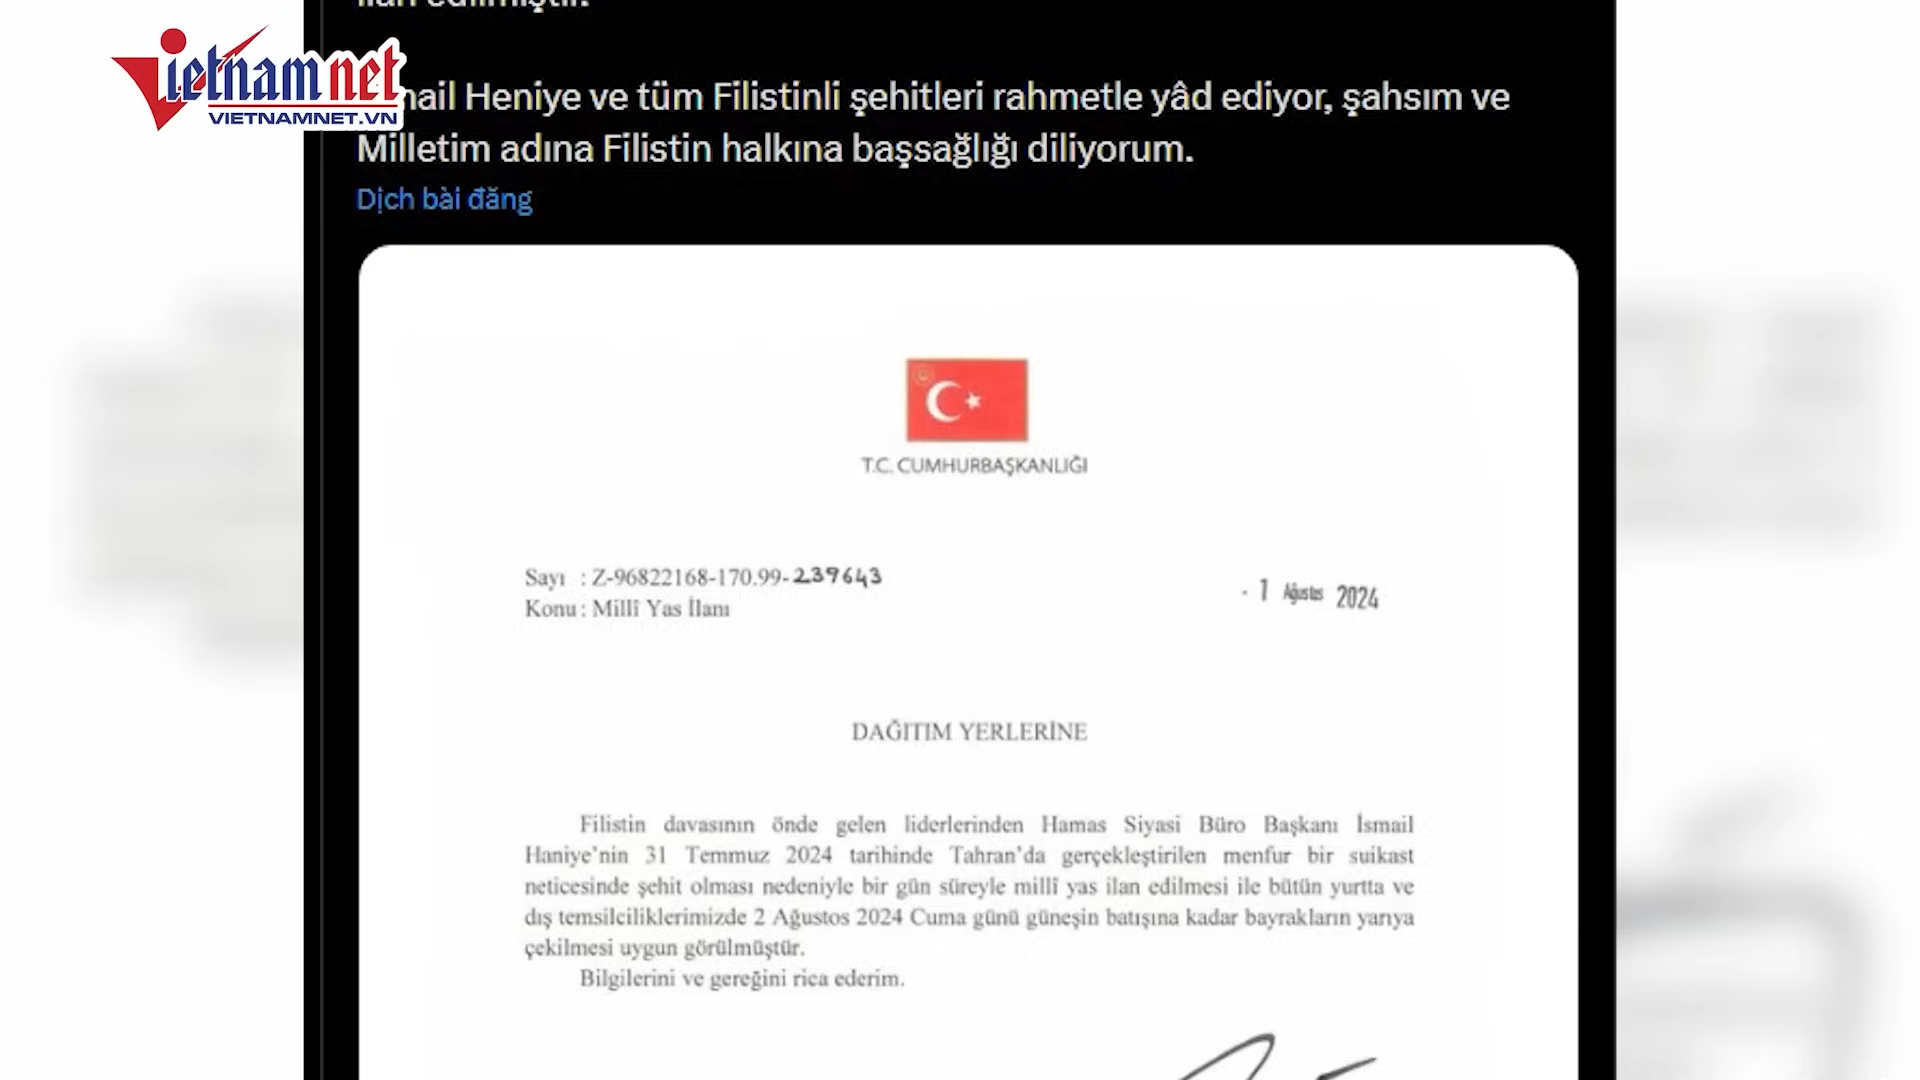 Vietnamnet
VIETNAMNET.VN
Heniye ve tüm Filistinli şehitleri rahmetle yâd ediyor, şahsım ve
Milletim adına Filistin halkına başsağlığı diliyorum.
Dịch bài đăng
T.C. CUMHURBAŞKANLIĞI
Sayı : Z-96822168-170.99-239643
Konu : Millî Yas İlanı
- 1 Ağustos 2024
DAĞITIM YERLERİNE
Filistin davasının önde gelen liderlerinden Hamas Siyasi Büro Başkanı İsmail
Haniye'nin 31 Temmuz 2024 tarihinde Tahran'da gerçekleştirilen menfur bir suikast
neticesinde şehit olması nedeniyle bir gün süreyle millî yas ilan edilmesi ile bütün yurtta ve
dış temsilciliklerimizde 2 Ağustos 2024 Cuma günü güneşin batışına kadar bayrakların yarıya
çekilmesi uygun görülmüştür.
Bilgilerini ve gereğini rica ederim.